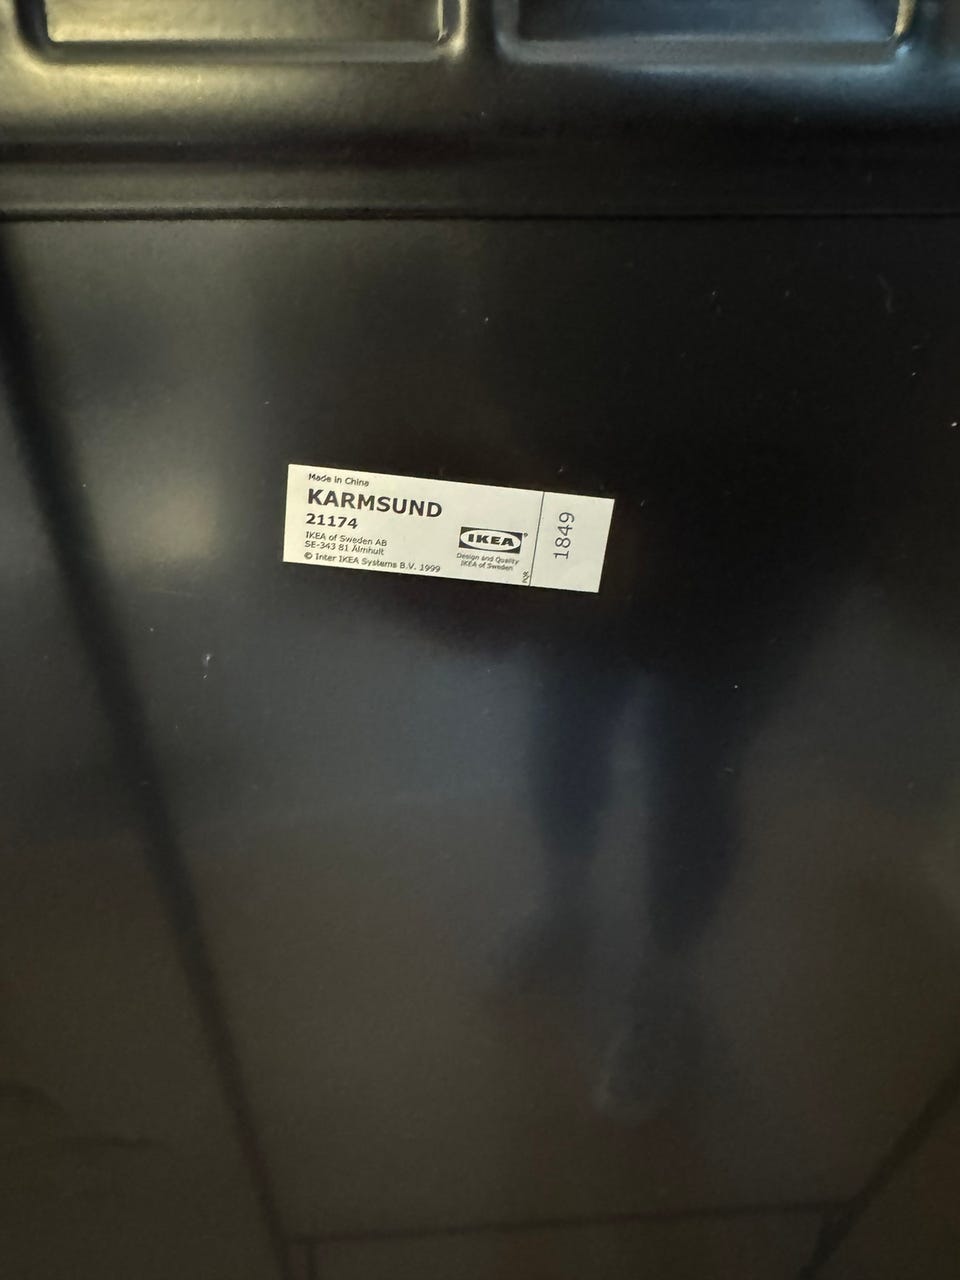 Made in China
KARMSUND
21174
IKEA of Sweden AB
SE-343 81 Älmhult
© Inter IKEA Systems B.V. 1999
IKEA®
Design and Quality
IKEA of Sweden
1849